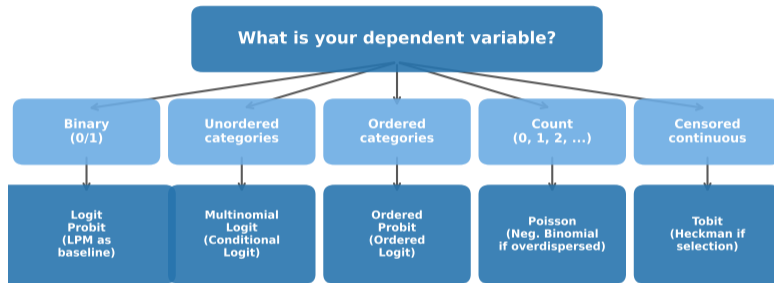 What is your dependent variable?
Binary
(0/1)
Unordered
categories
Ordered
categories
Count
(0, 1, 2, ...)
Censored
continuous
Logit
Probit
(LPM as
baseline)
Multinomial
Logit
(Conditional
Logit)
Ordered
Probit
(Ordered
Logit)
Poisson
(Neg. Binomial
if overdispersed)
Tobit
(Heckman if
selection)